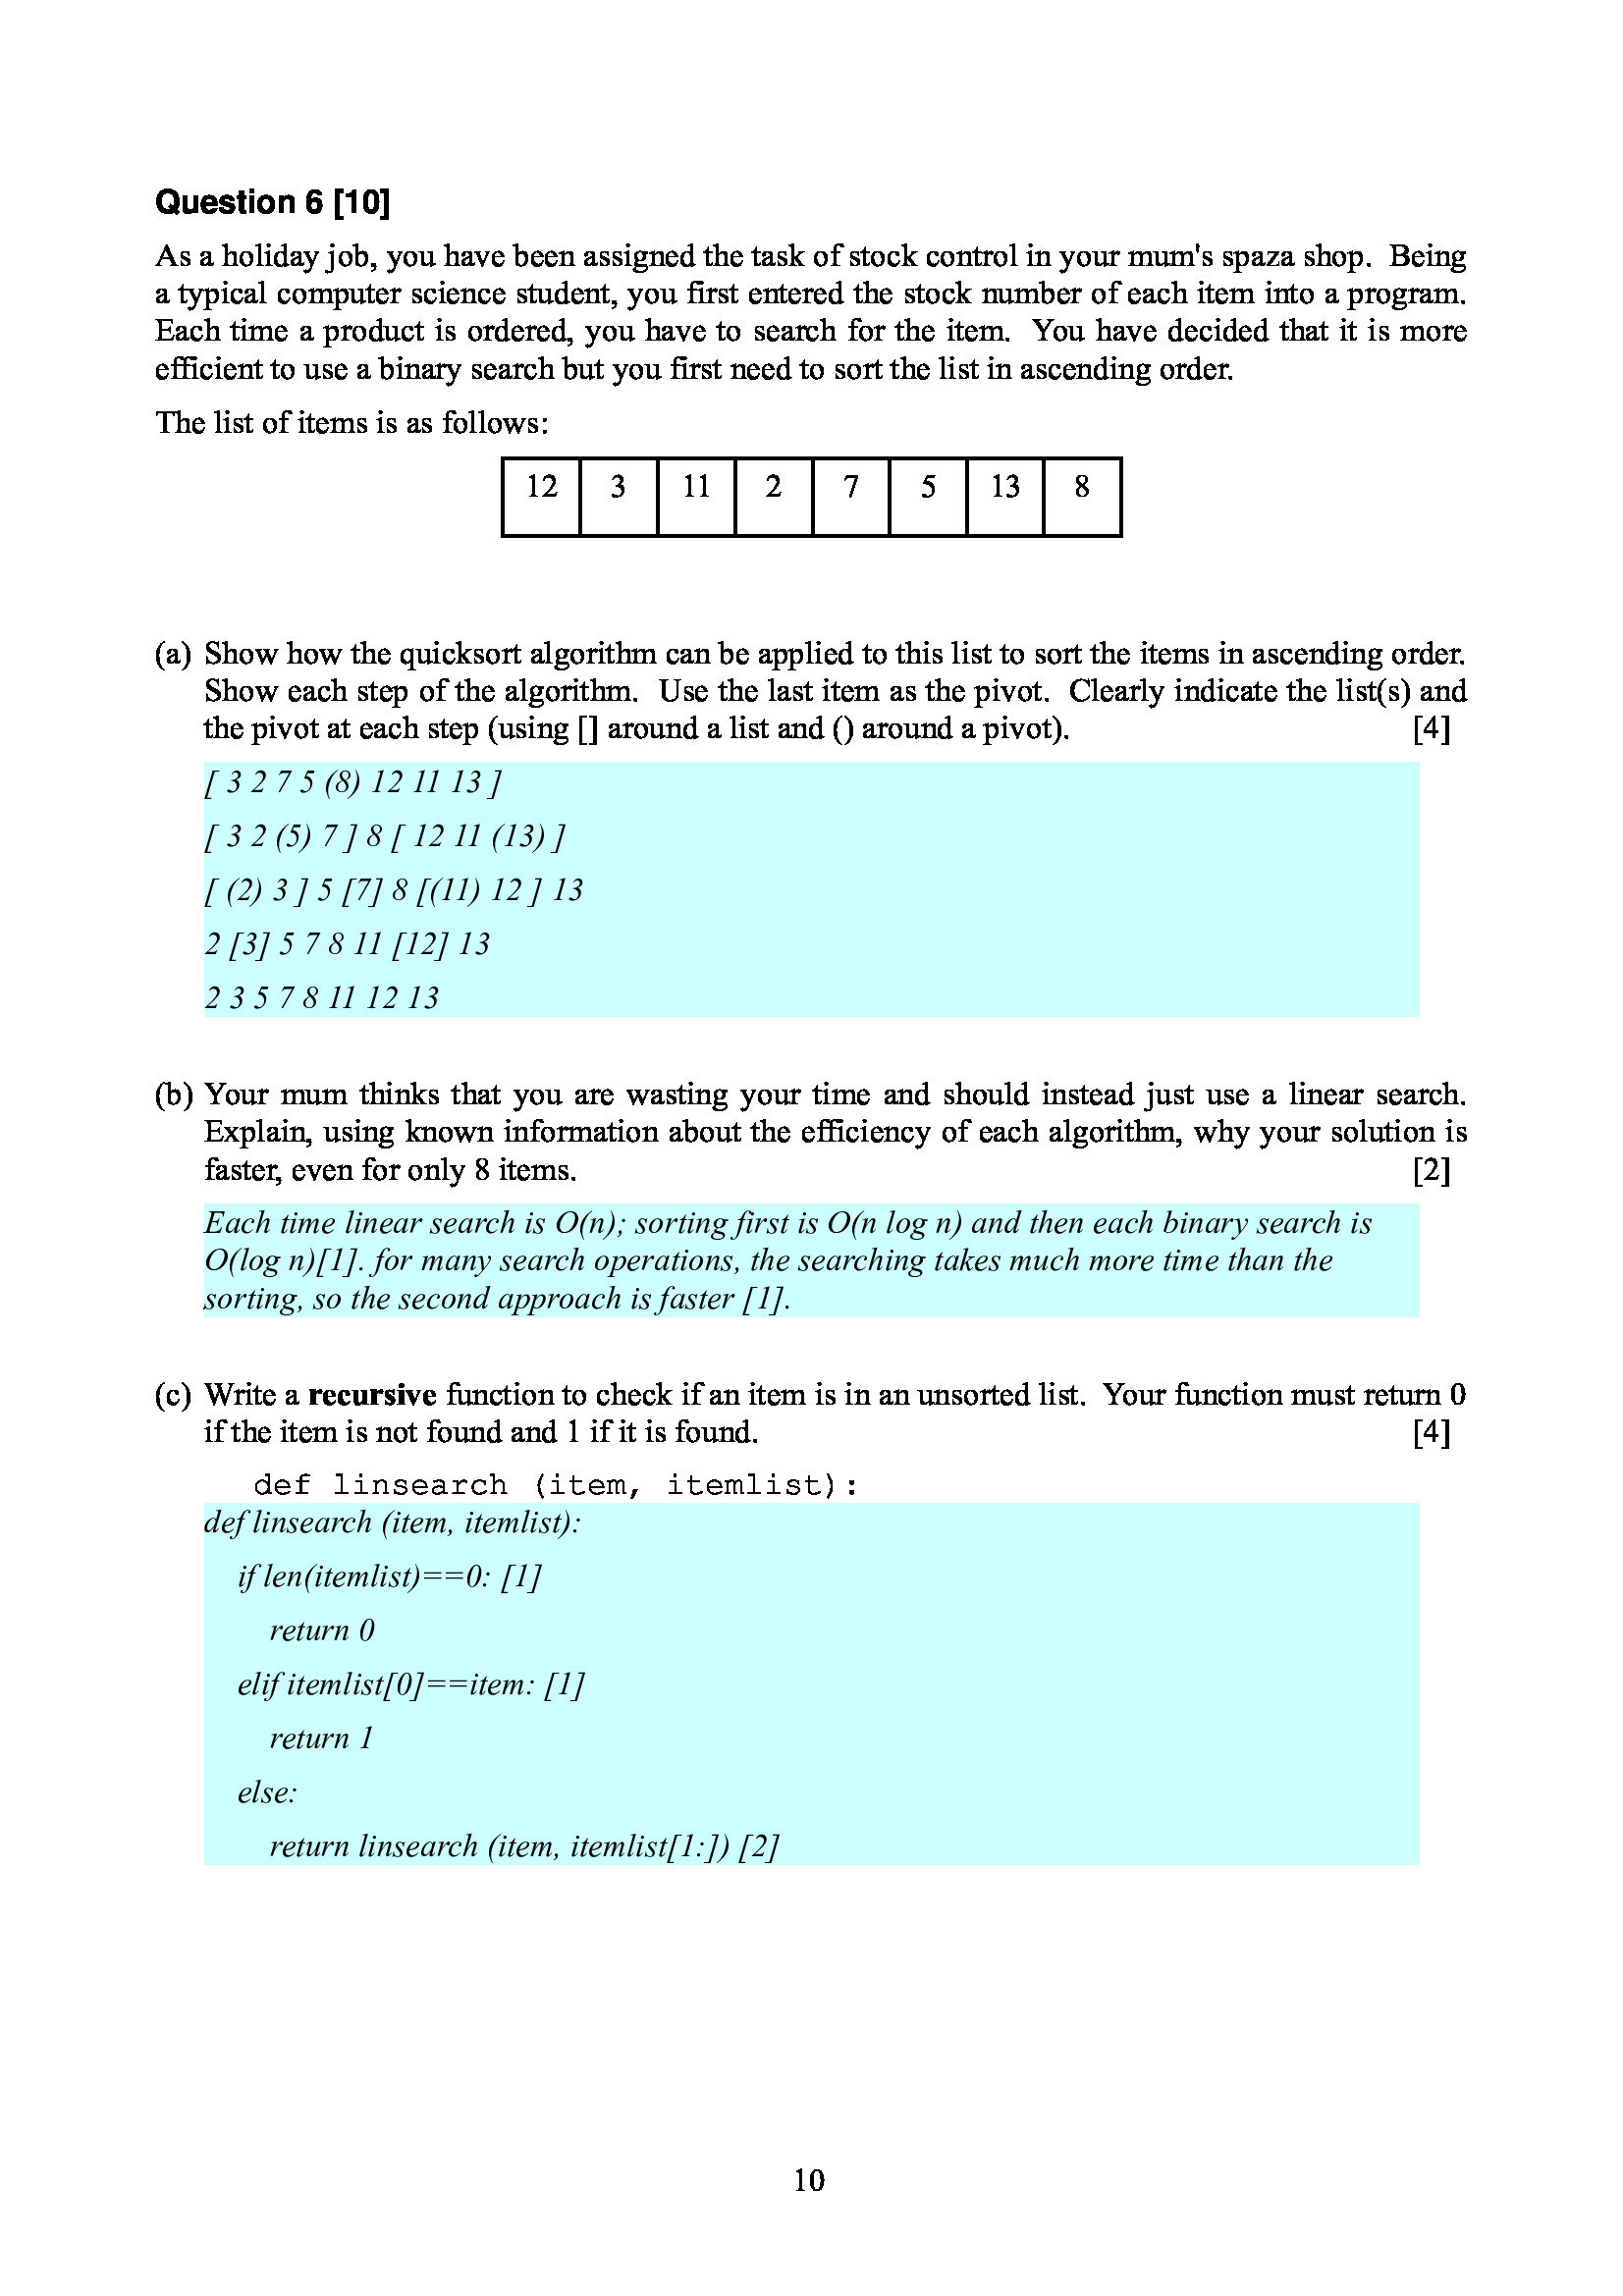 Question 6 [10]
As a holiday job, you have been assigned the task of stock control in your mum's spaza shop. Being
a typical computer science student, you first entered the stock number of each item into a program.
Each time a product is ordered, you have to search for the item. You have decided that it is more
efficient to use a binary search but you first need to sort the list in ascending order.
The list of items is as follows:
12 3 11 2 7 5 13 8
(a) Show how the quicksort algorithm can be applied to this list to sort the items in ascending order.
Show each step of the algorithm. Use the last item as the pivot. Clearly indicate the list(s) and
the pivot at each step (using [] around a list and () around a pivot). [4]
[ 3 2 7 5 (8) 12 11 13 ]
[ 3 2 (5) 7 ] 8 [ 12 11 (13) ]
[ (2) 3 ] 5 [7] 8 [(11) 12 ] 13
2 [3] 5 7 8 11 [12] 13
2 3 5 7 8 11 12 13
(b) Your mum thinks that you are wasting your time and should instead just use a linear search.
Explain, using known information about the efficiency of each algorithm, why your solution is
faster, even for only 8 items. [2]
Each time linear search is O(n); sorting first is O(n log n) and then each binary search is
O(log n)[1]. for many search operations, the searching takes much more time than the
sorting, so the second approach is faster [1].
(c) Write a recursive function to check if an item is in an unsorted list. Your function must return 0
if the item is not found and 1 if it is found. [4]
def linsearch (item, itemlist):
def linsearch (item, itemlist):
if len(itemlist)==0: [1]
return 0
elif itemlist[0]==item: [1]
return 1
else:
return linsearch (item, itemlist[1:]) [2]
10